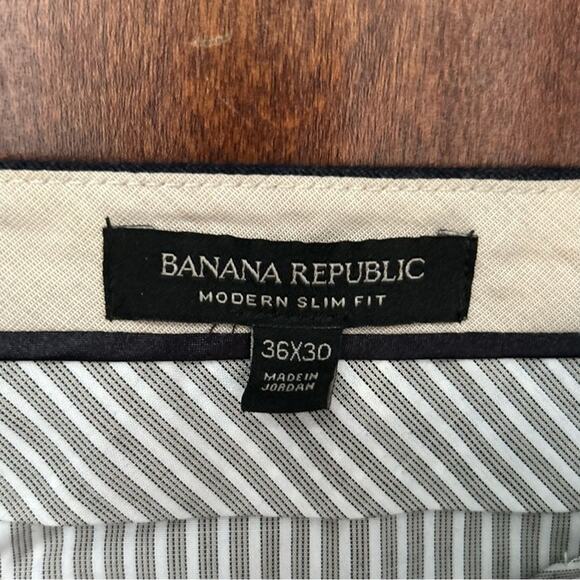 BANANA REPUBLIC
MODERN SLIM FIT
36X30
MADE IN
JORDAN